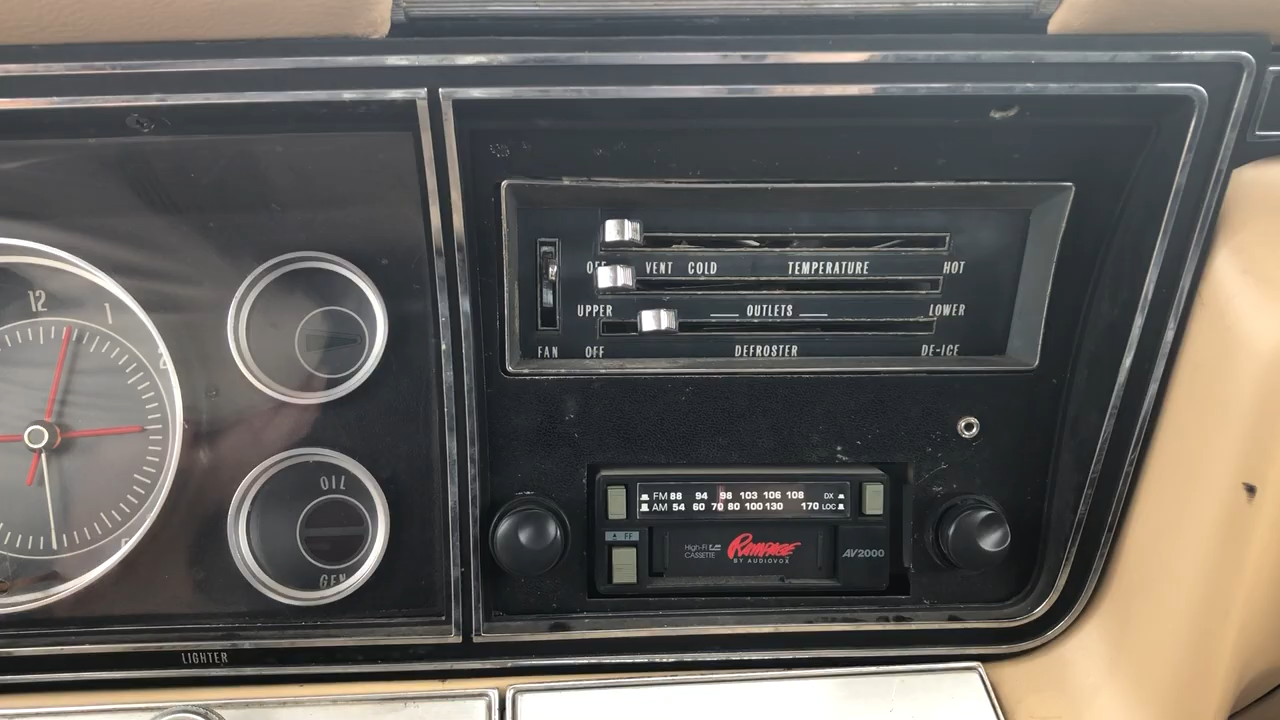 12
1
OIL
GEN
LIGHTER
OFF VENT COLD TEMPERATURE HOT
UPPER OUTLETS LOWER
FAN OFF DEFROSTER DE-ICE
FM 88 94 98 103 106 108 DX
AM 54 60 70 80 100 130 170 LOC
FF
High-Fi
CASSETTE
RAMPAGE
BY AUDIOVOX
AV2000